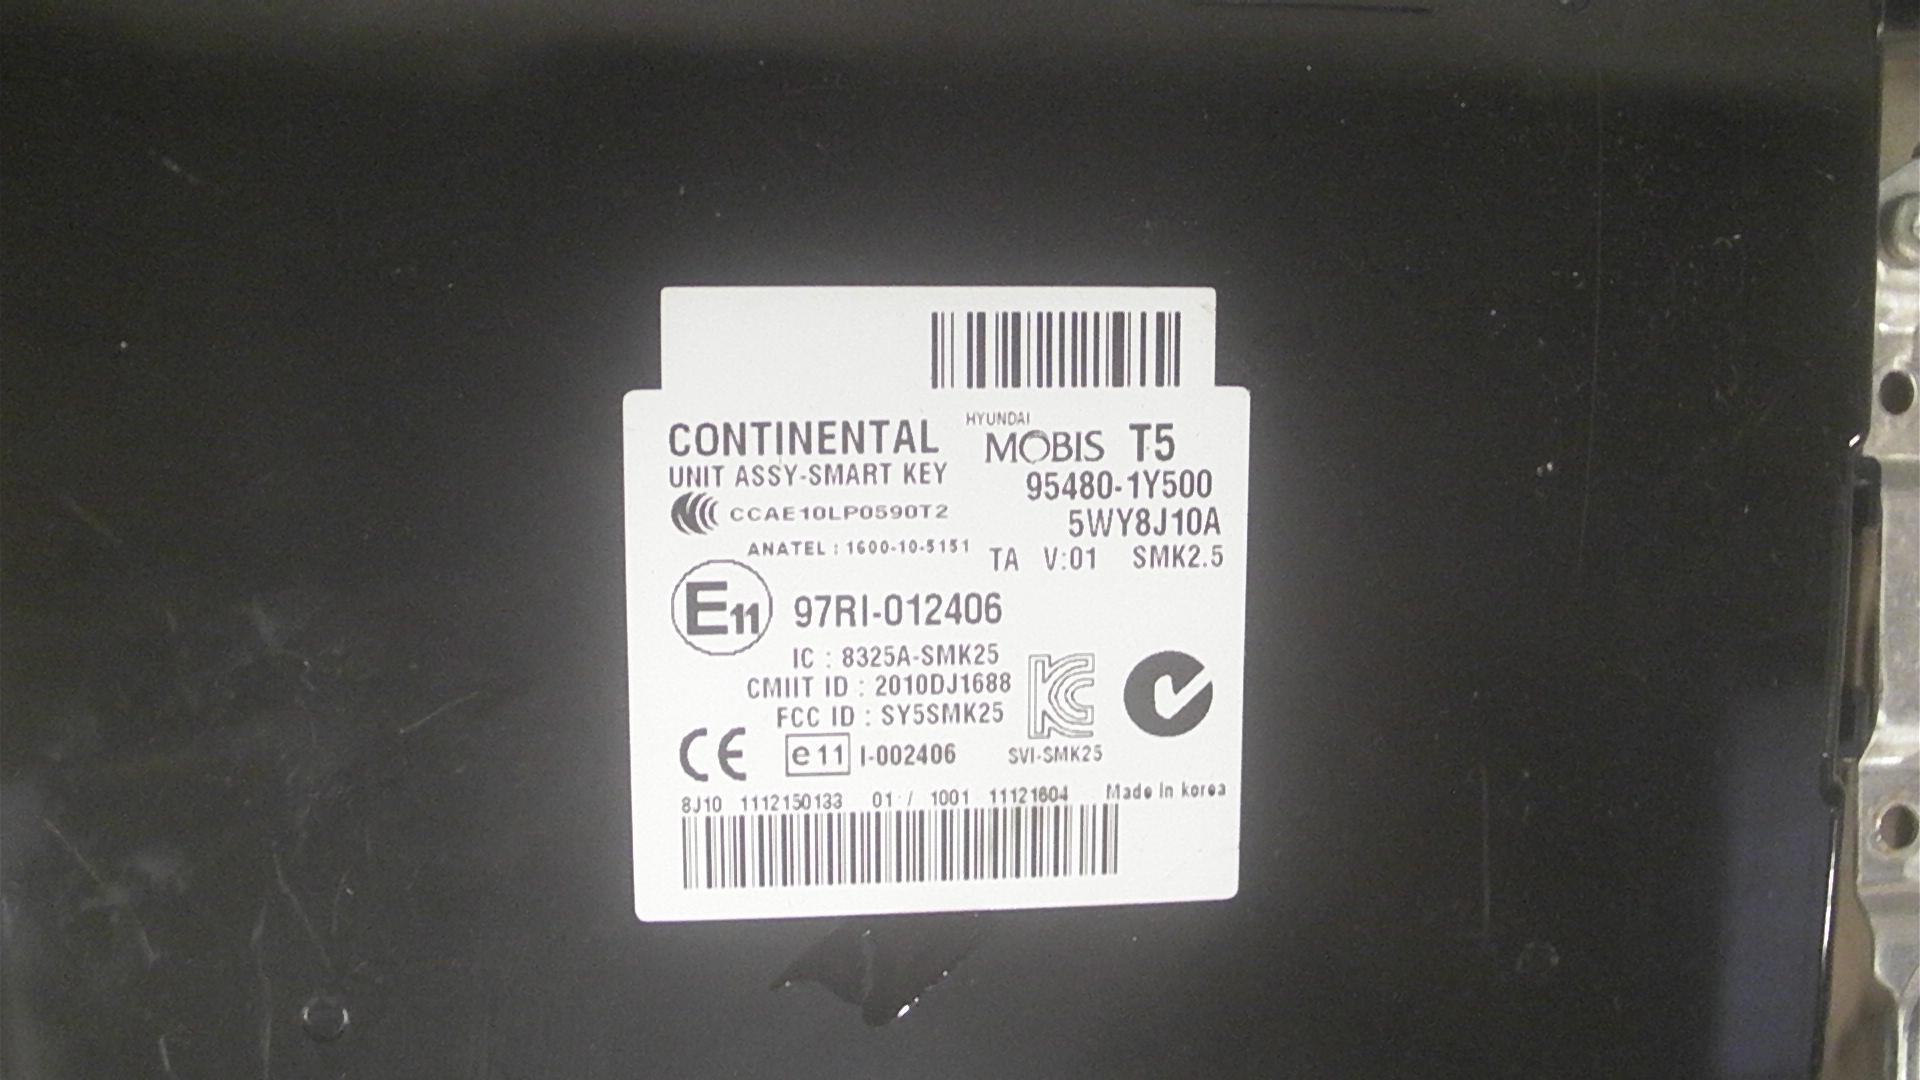 CONTINENTAL HYUNDAI MOBIS T5
UNIT ASSY-SMART KEY 95480-1Y500
CCAE10LP0590T2 5WY8J10A
ANATEL : 1600-10-5151 TA V:01 SMK2.5
E11 97RI-012406
IC : 8325A-SMK25
CMIIT ID : 2010DJ1688
FCC ID : SY5SMK25
CE e11 I-002406 SVI-SMK25
8J10 1112150133 01 / 1001 11121604 Made In korea